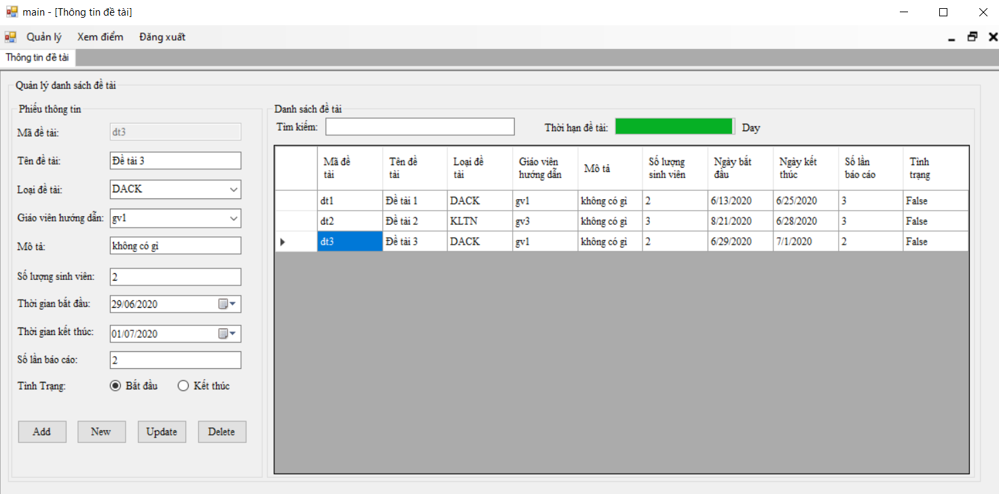 main - [Thông tin đề tài]
Quản lý Xem điểm Đăng xuất
Thông tin đề tài
Quản lý danh sách đề tài
Phiếu thông tin
Mã đề tài: dt3
Tên đề tài: Đề tài 3
Loại đề tài: DACK
Giáo viên hướng dẫn: gv1
Mô tả: không có gì
Số lượng sinh viên: 2
Thời gian bắt đầu: 29/06/2020
Thời gian kết thúc: 01/07/2020
Số lần báo cáo: 2
Tình Trạng: Bắt đầu Kết thúc
Add New Update Delete
Danh sách đề tài
Tìm kiếm: Thời hạn đề tài: Day
Mã đề tài Tên đề tài Loại đề tài Giáo viên hướng dẫn Mô tả Số lượng sinh viên Ngày bắt đầu Ngày kết thúc Số lần báo cáo Tình trạng
dt1 Đề tài 1 DACK gv1 không có gì 2 6/13/2020 6/25/2020 3 False
dt2 Đề tài 2 KLTN gv3 không có gì 3 8/21/2020 6/28/2020 3 False
dt3 Đề tài 3 DACK gv1 không có gì 2 6/29/2020 7/1/2020 2 False